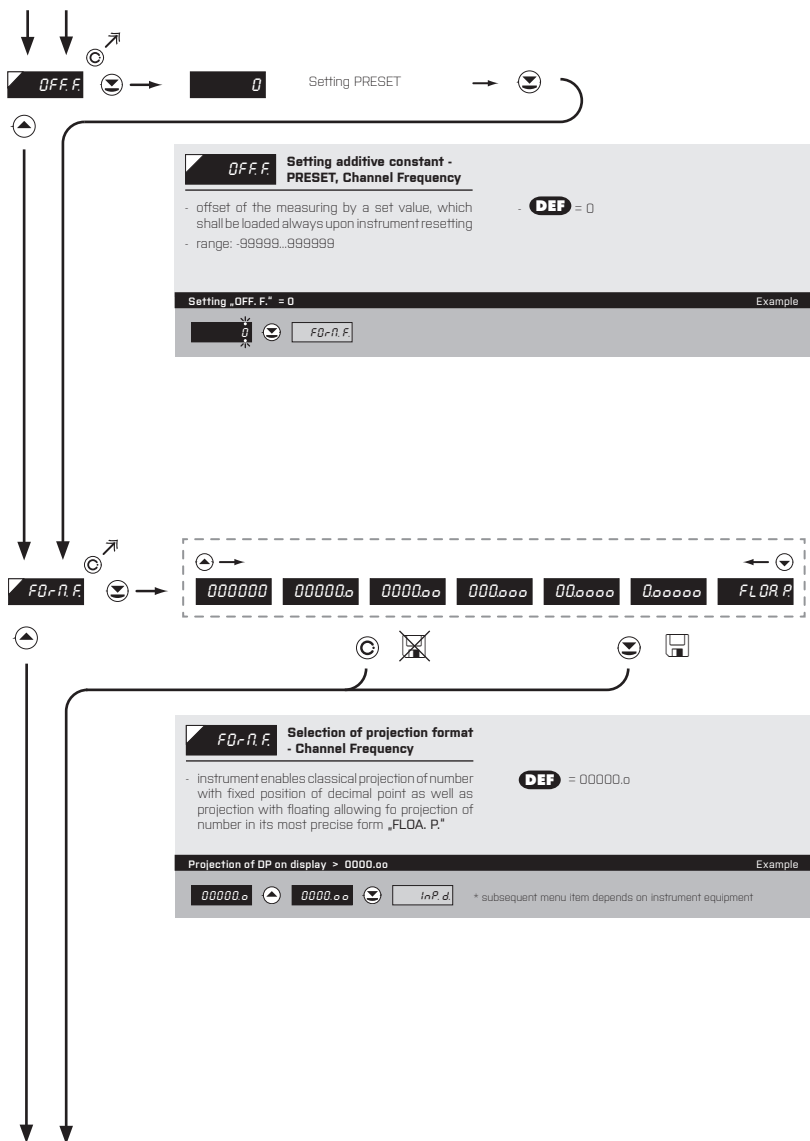 OFF. F.
0
Setting PRESET
OFF. F.
Setting additive constant -
PRESET, Channel Frequency
- offset of the measuring by a set value, which
shall be loaded always upon instrument resetting
- range: -99999...999999
- DEF = 0
Setting „OFF. F.“ = 0
Example
0
FOrM. F.
FOrM. F.
000000
00000.o
0000.oo
000.ooo
00.oooo
0.ooooo
FLOA. P.
FOrM. F.
Selection of projection format
- Channel Frequency
- instrument enables classical projection of number
with fixed position of decimal point as well as
projection with floating allowing fo projection of
number in its most precise form „FLOA. P.“
DEF = 00000.o
Projection of DP on display > 0000.oo
Example
00000.o
0000.oo
InP. d.
* subsequent menu item depends on instrument equipment